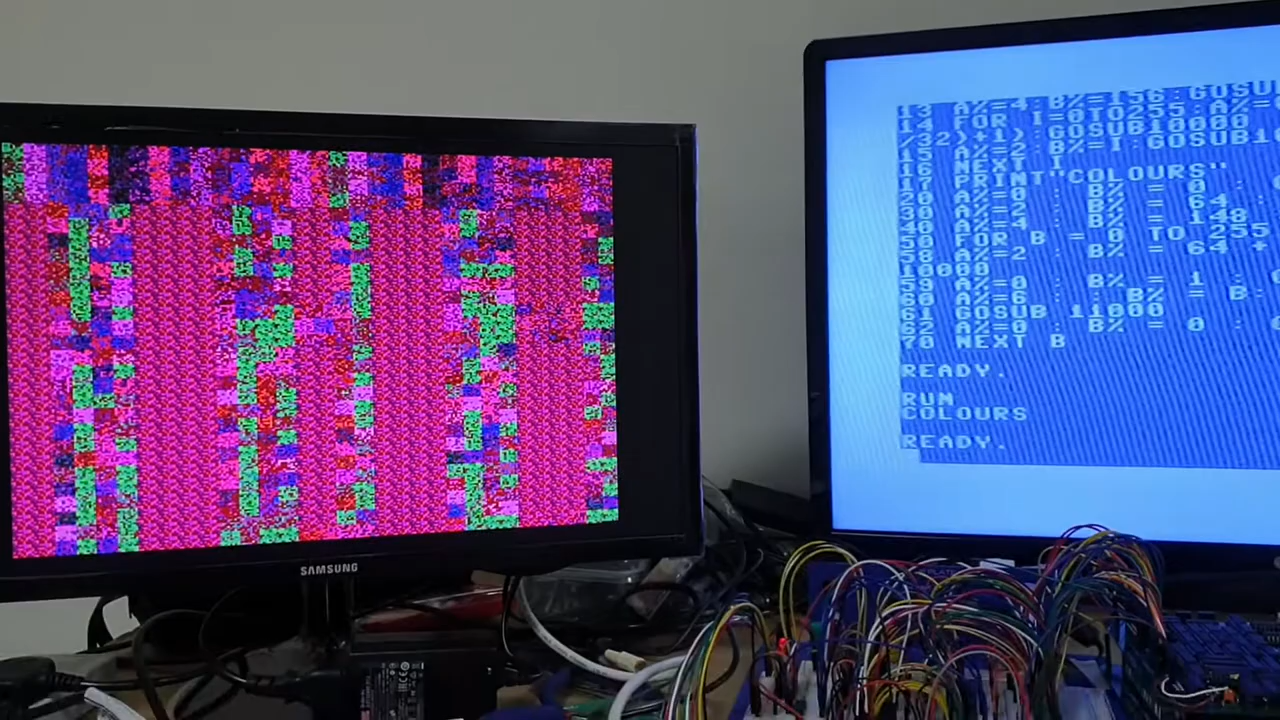 13 A%=4:B%=156:GOSU
14 FOR I=0TO255:A%=
/32)+1):GOSUB10000
15 A%=2:B%=I:GOSUB1
16 NEXT I
17 PRINT"COLOURS"
20 A%=0 : B% = 0 :
30 A%=2 : B% = 64 :
40 A%=4 : B% = 148
50 FOR B = 0 TO 255
58 A%=2 : B% = 64 +
10000
59 A%=0 : B% = 1 :
60 A%=6 : B% = B:
61 GOSUB 11000
62 A%=0 : B% = 0 :
70 NEXT B
READY.
RUN
COLOURS
READY.
SAMSUNG